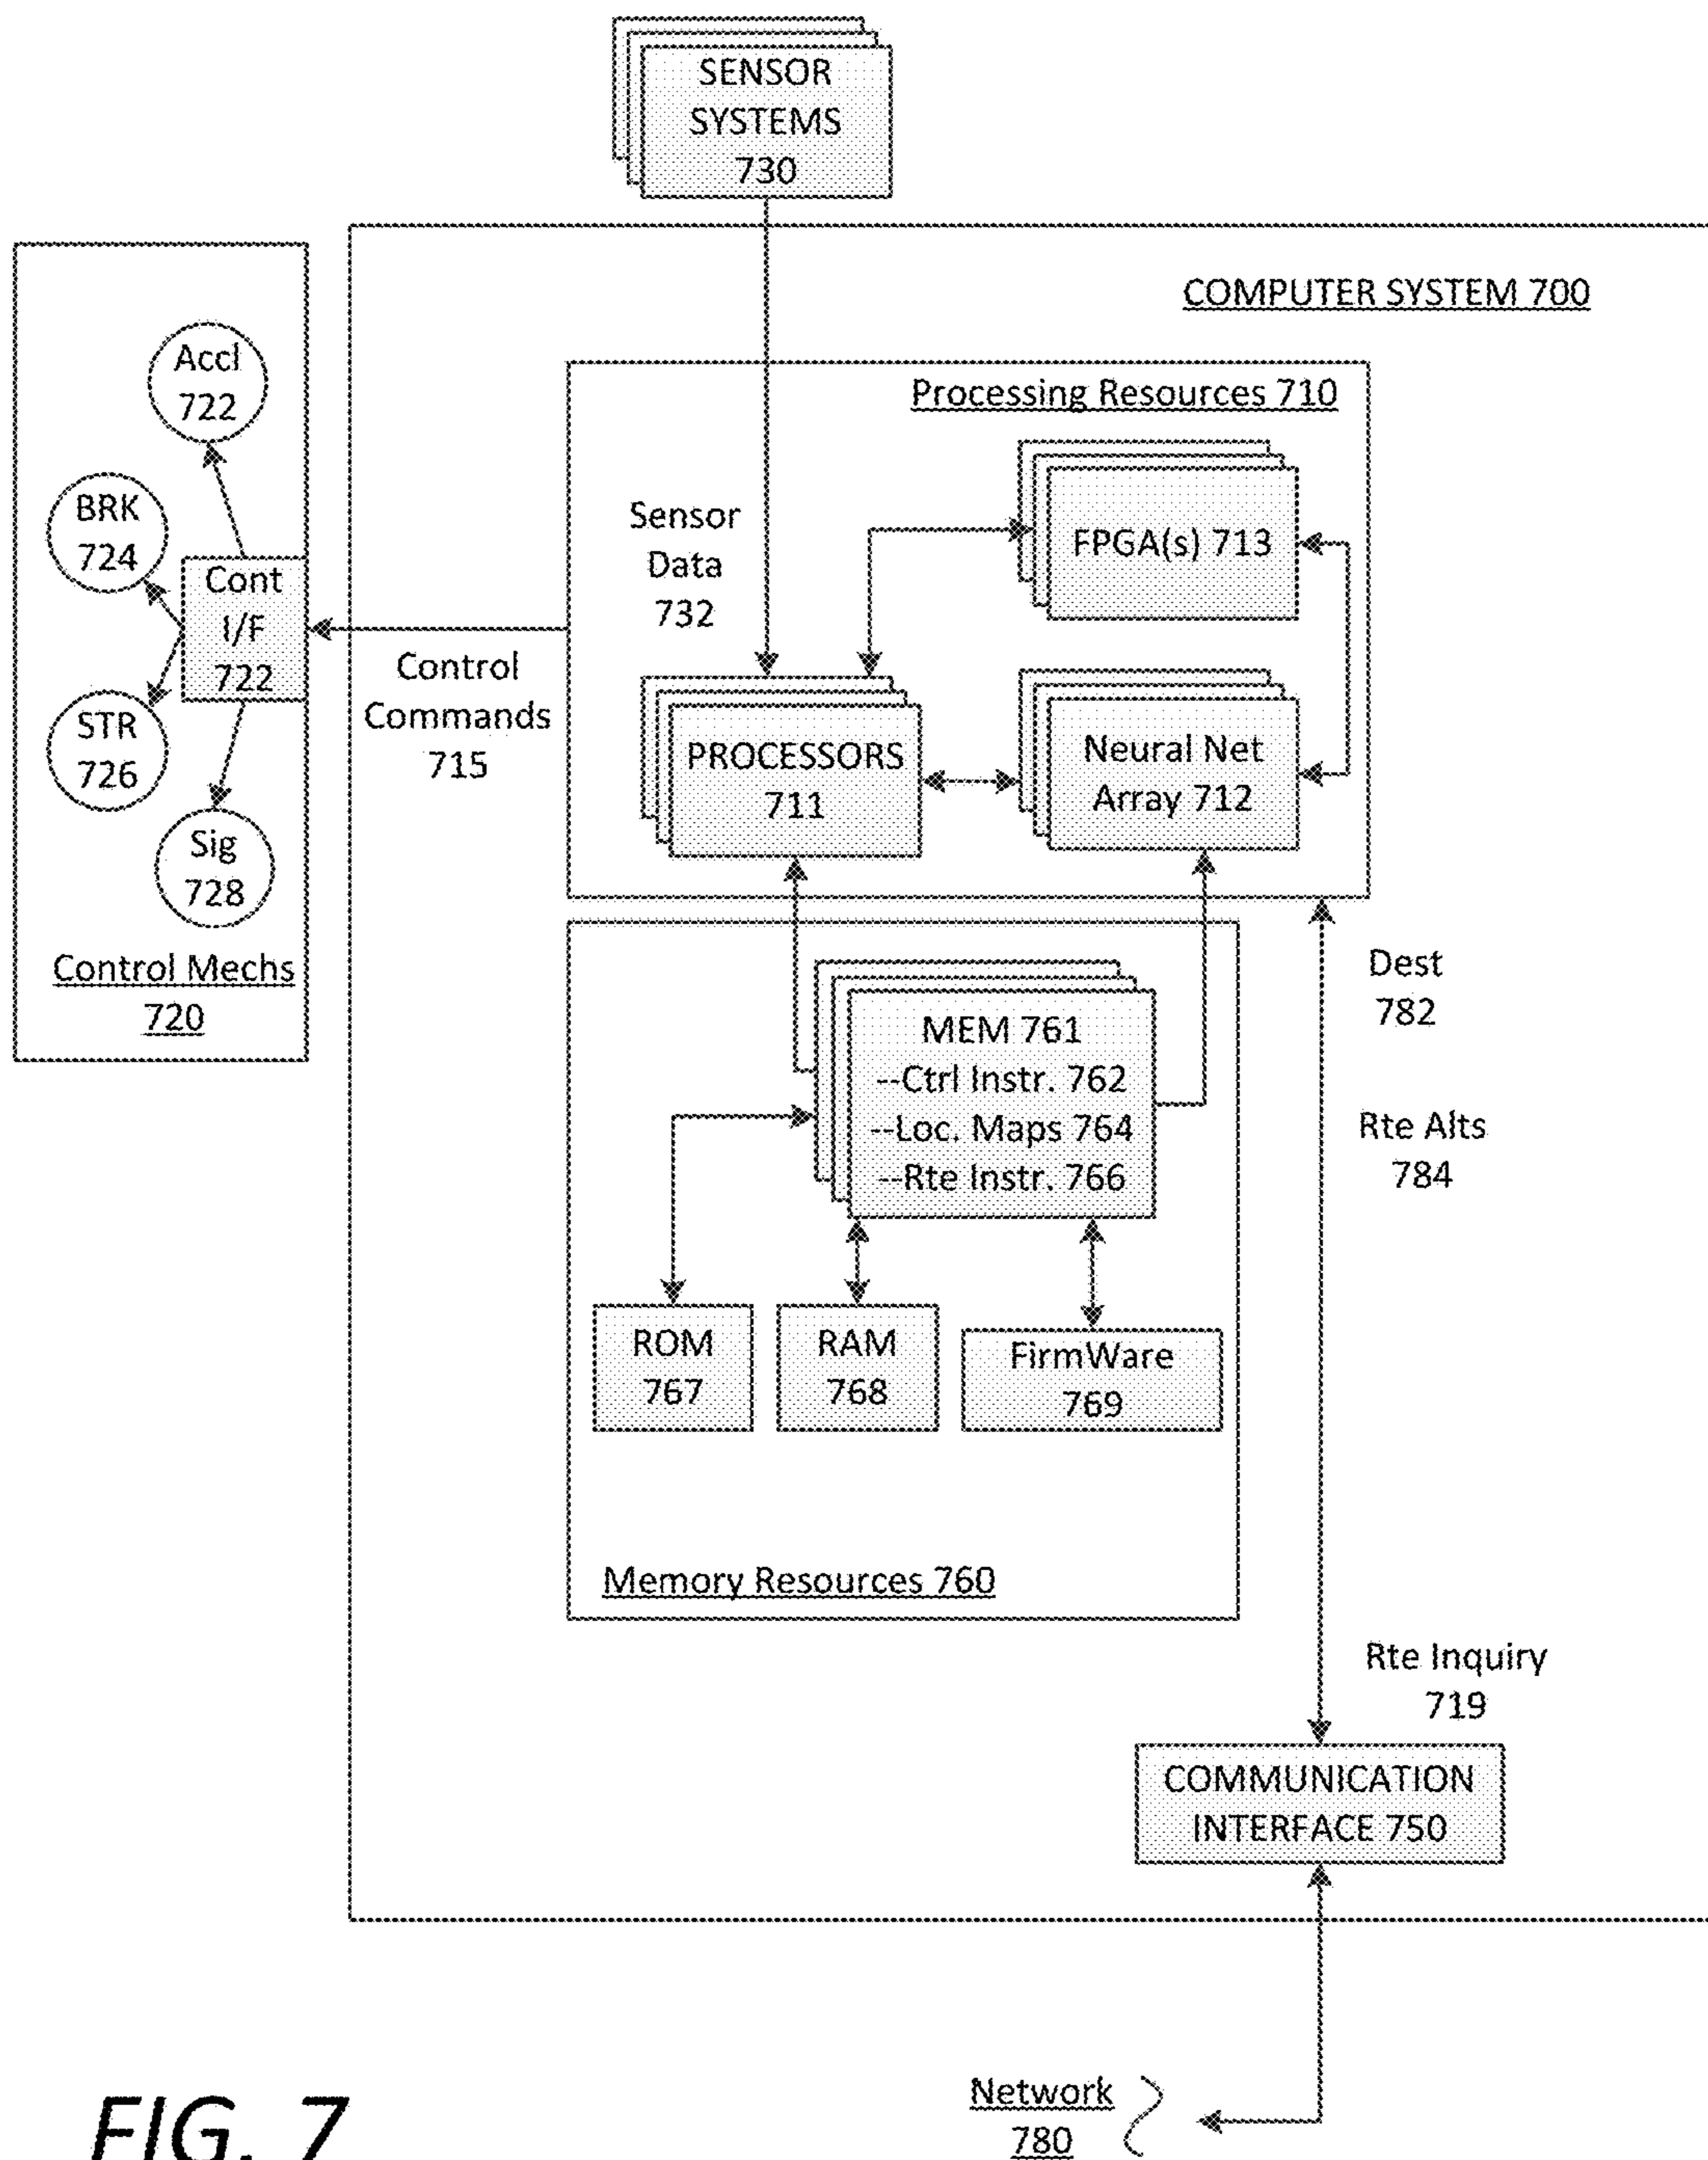 SENSOR
SYSTEMS
730
COMPUTER SYSTEM 700
Accl
722
BRK
724
Cont
I/F
722
STR
726
Sig
728
Control Mechs
720
Control
Commands
715
Processing Resources 710
Sensor
Data
732
FPGA(s) 713
PROCESSORS
711
Neural Net
Array 712
Dest
782
Rte Alts
784
MEM 761
--Ctrl Instr. 762
--Loc. Maps 764
--Rte Instr. 766
ROM
767
RAM
768
FirmWare
769
Memory Resources 760
Rte Inquiry
719
COMMUNICATION
INTERFACE 750
Network
780
FIG. 7